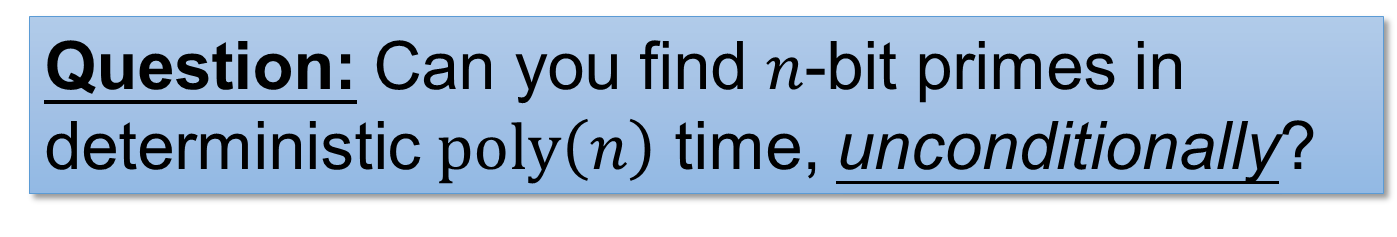 Question: Can you find n-bit primes in
deterministic poly(n) time, unconditionally?